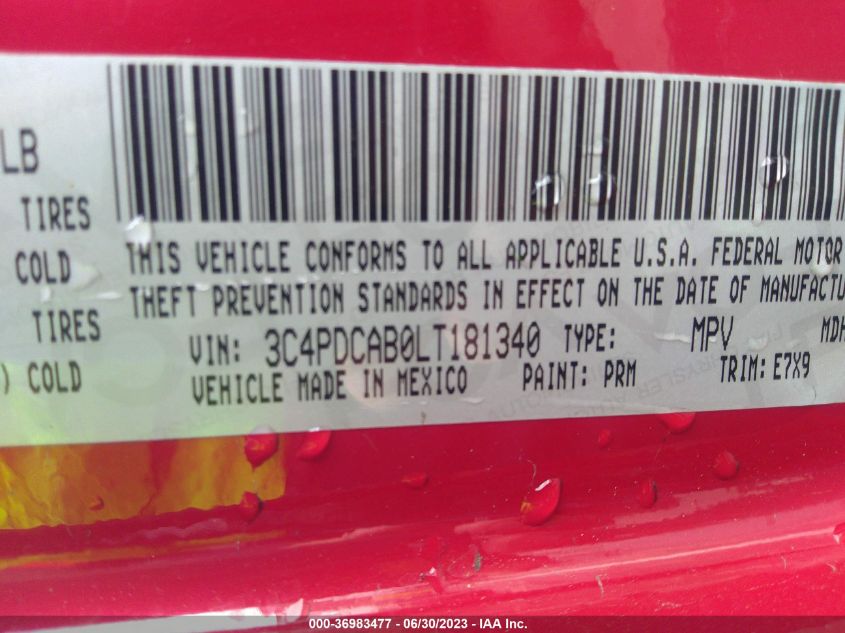 LB
TIRES
COLD
TIRES
) COLD
THIS VEHICLE CONFORMS TO ALL APPLICABLE U.S.A. FEDERAL MOTOR
THEFT PREVENTION STANDARDS IN EFFECT ON THE DATE OF MANUFACTU
VIN: 3C4PDCAB0LT181340 TYPE: MPV MDH
VEHICLE MADE IN MEXICO PAINT: PRM TRIM: E7X9
000-36983477 - 06/30/2023 - IAA Inc.